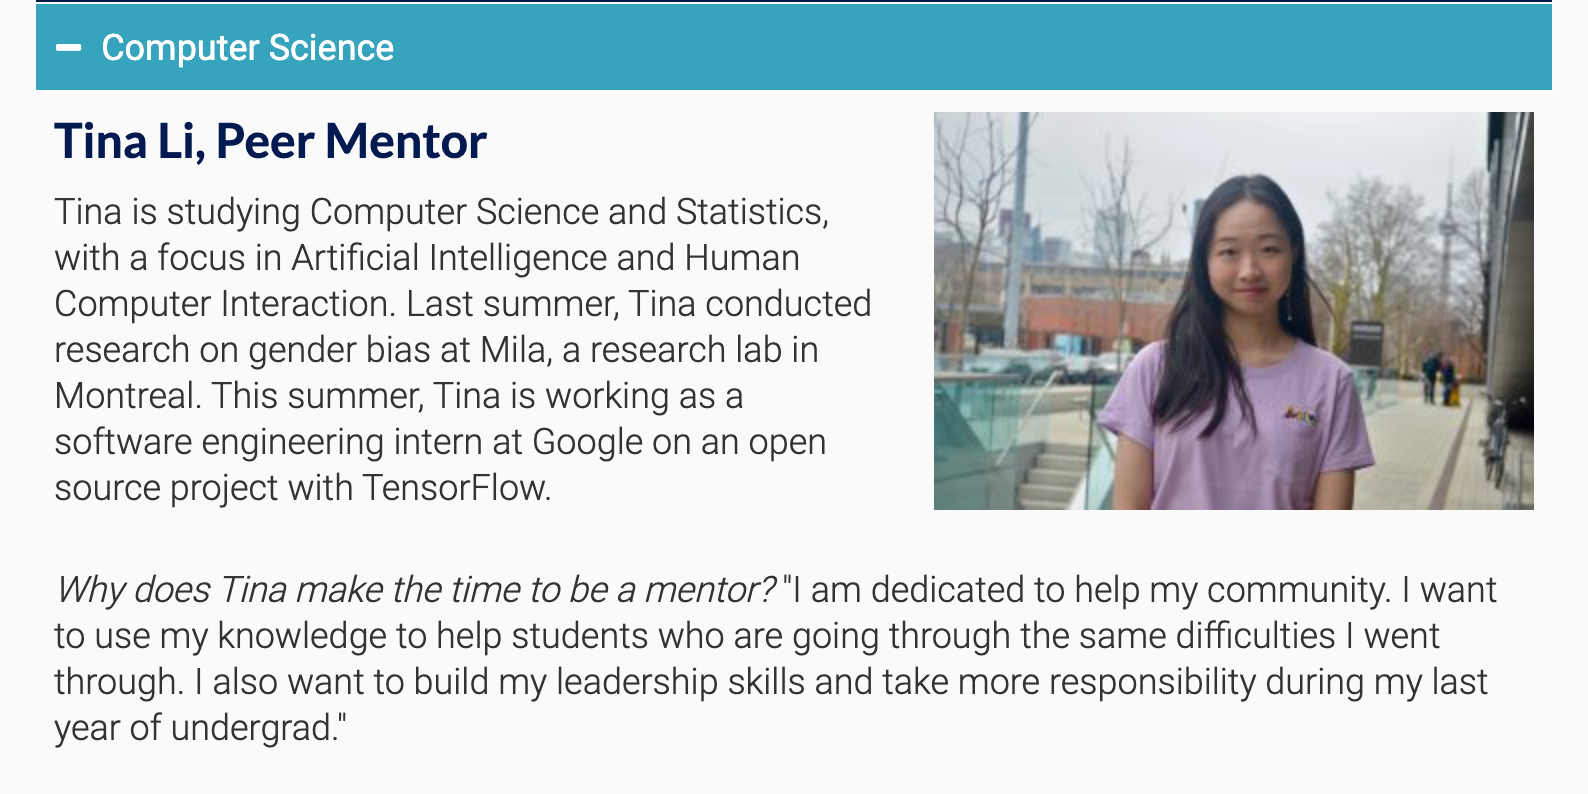 Computer Science
Tina Li, Peer Mentor
Tina is studying Computer Science and Statistics,
with a focus in Artificial Intelligence and Human
Computer Interaction. Last summer, Tina conducted
research on gender bias at Mila, a research lab in
Montreal. This summer, Tina is working as a
software engineering intern at Google on an open
source project with TensorFlow.
Why does Tina make the time to be a mentor? "I am dedicated to help my community. I want
to use my knowledge to help students who are going through the same difficulties I went
through. I also want to build my leadership skills and take more responsibility during my last
year of undergrad."